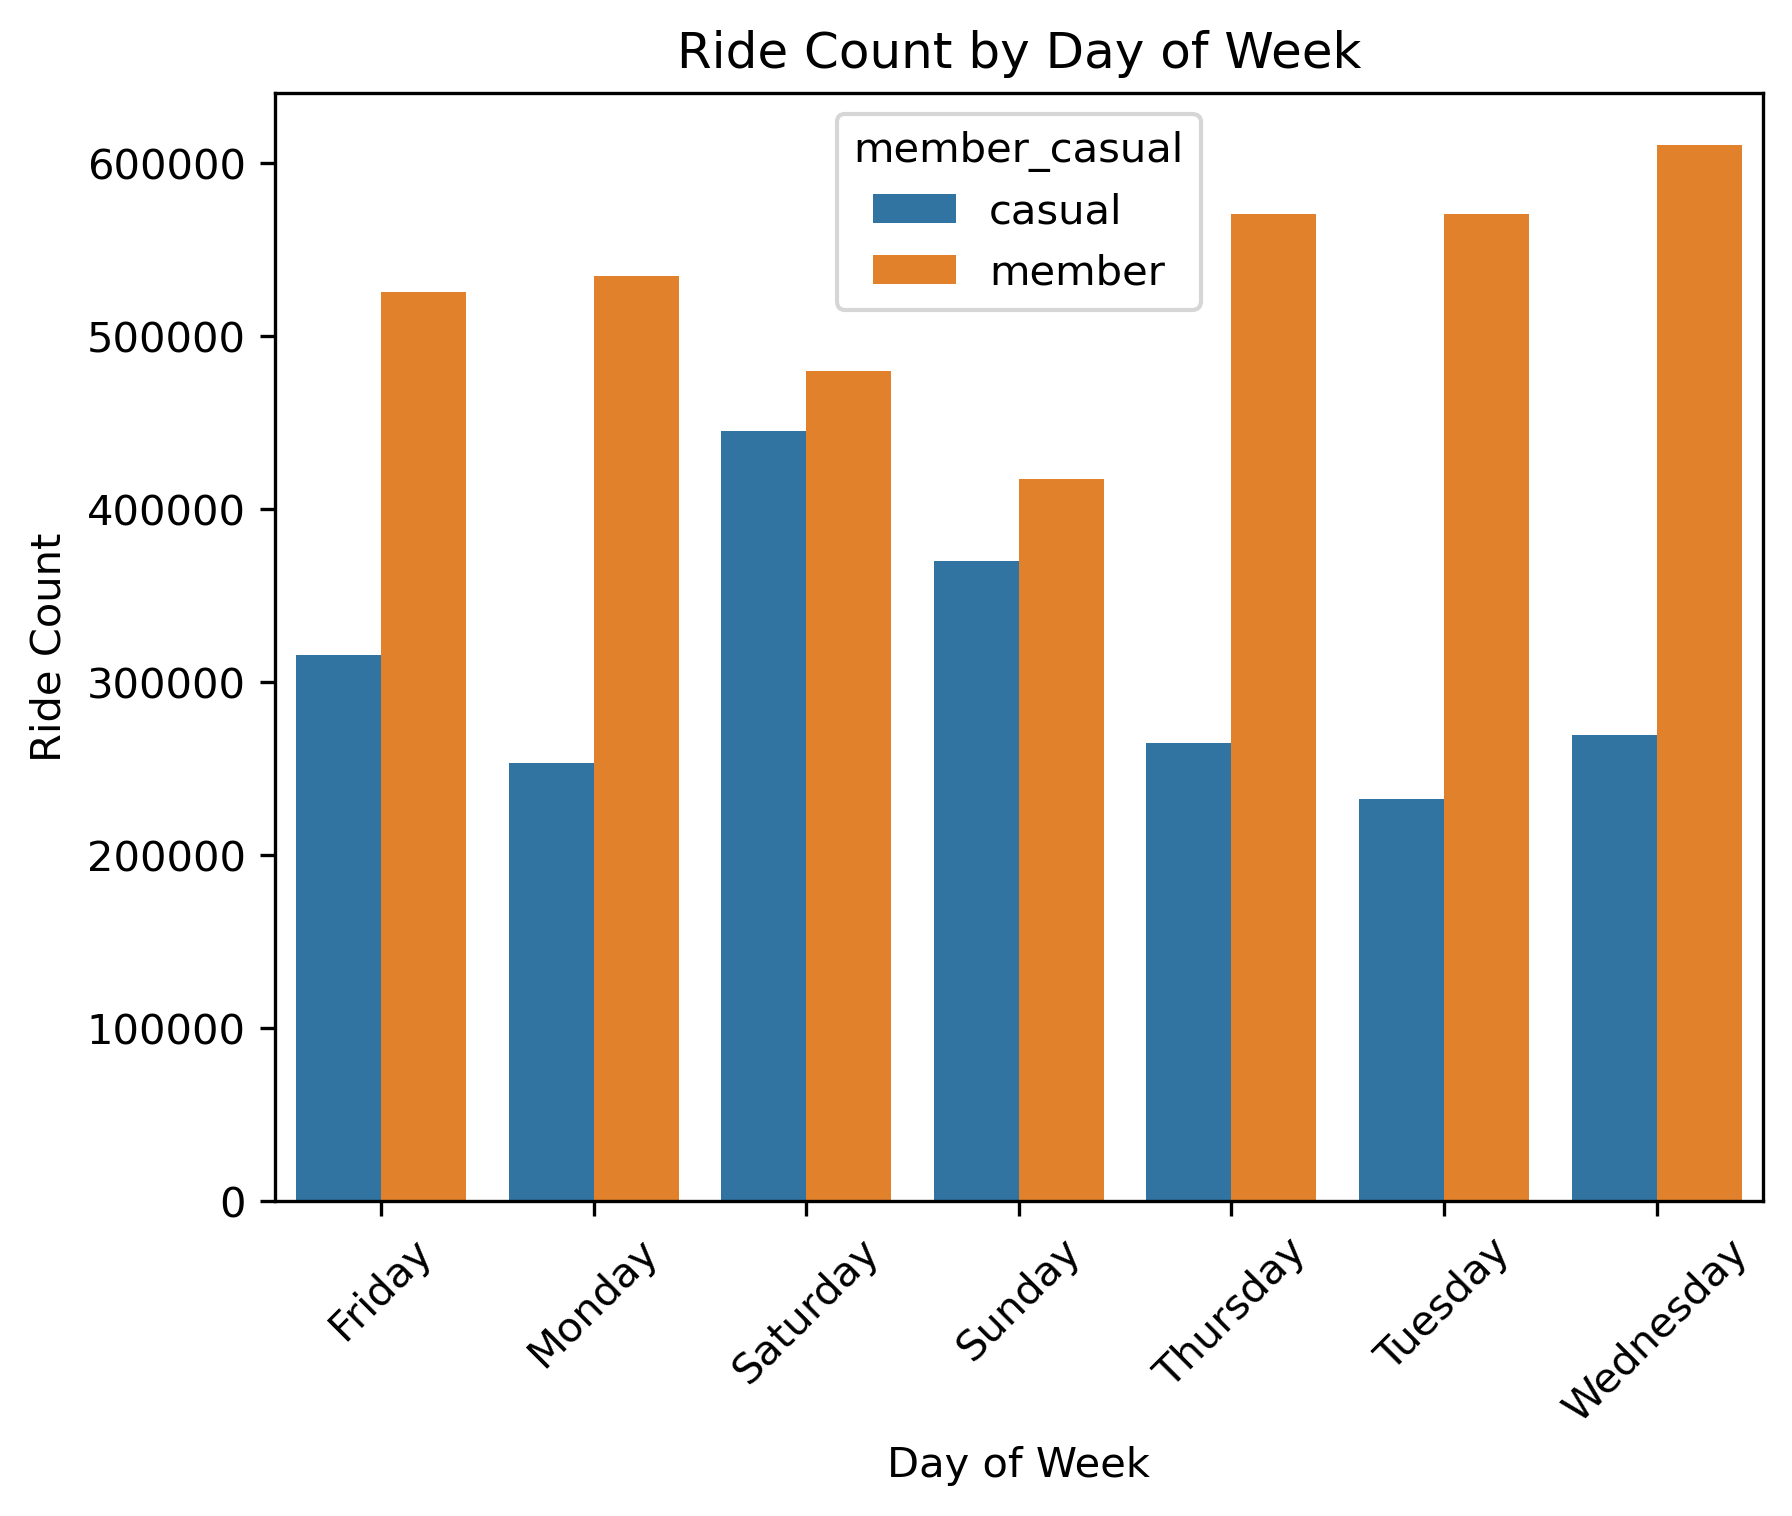 Ride Count by Day of Week
member_casual
casual
member
600000
500000
400000
300000
200000
100000
0
Ride Count
Friday
Monday
Saturday
Sunday
Thursday
Tuesday
Wednesday
Day of Week